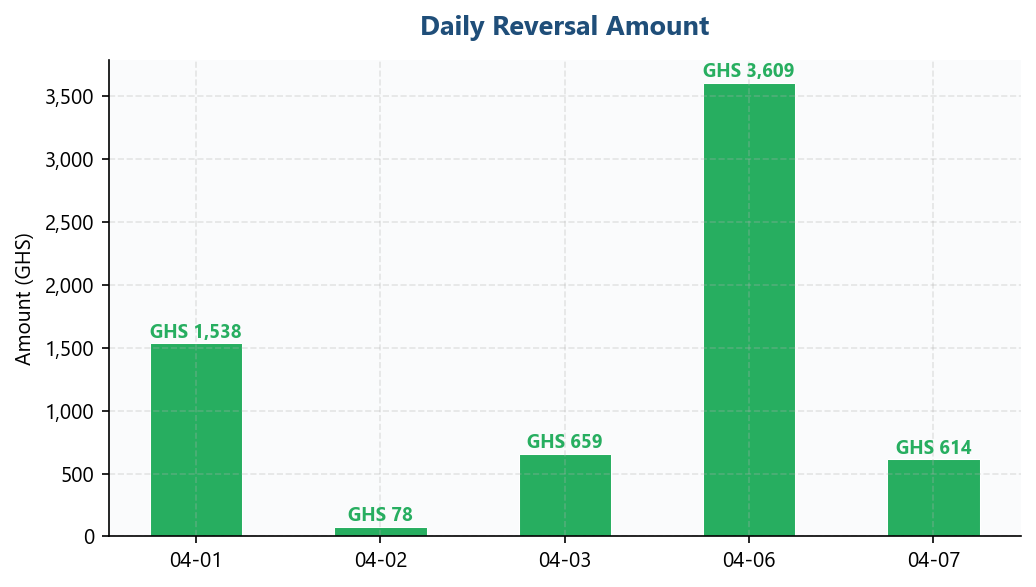 Daily Reversal Amount
Amount (GHS)
3,500
3,000
2,500
2,000
1,500
1,000
500
0
GHS 1,538
GHS 78
GHS 659
GHS 3,609
GHS 614
04-01
04-02
04-03
04-06
04-07